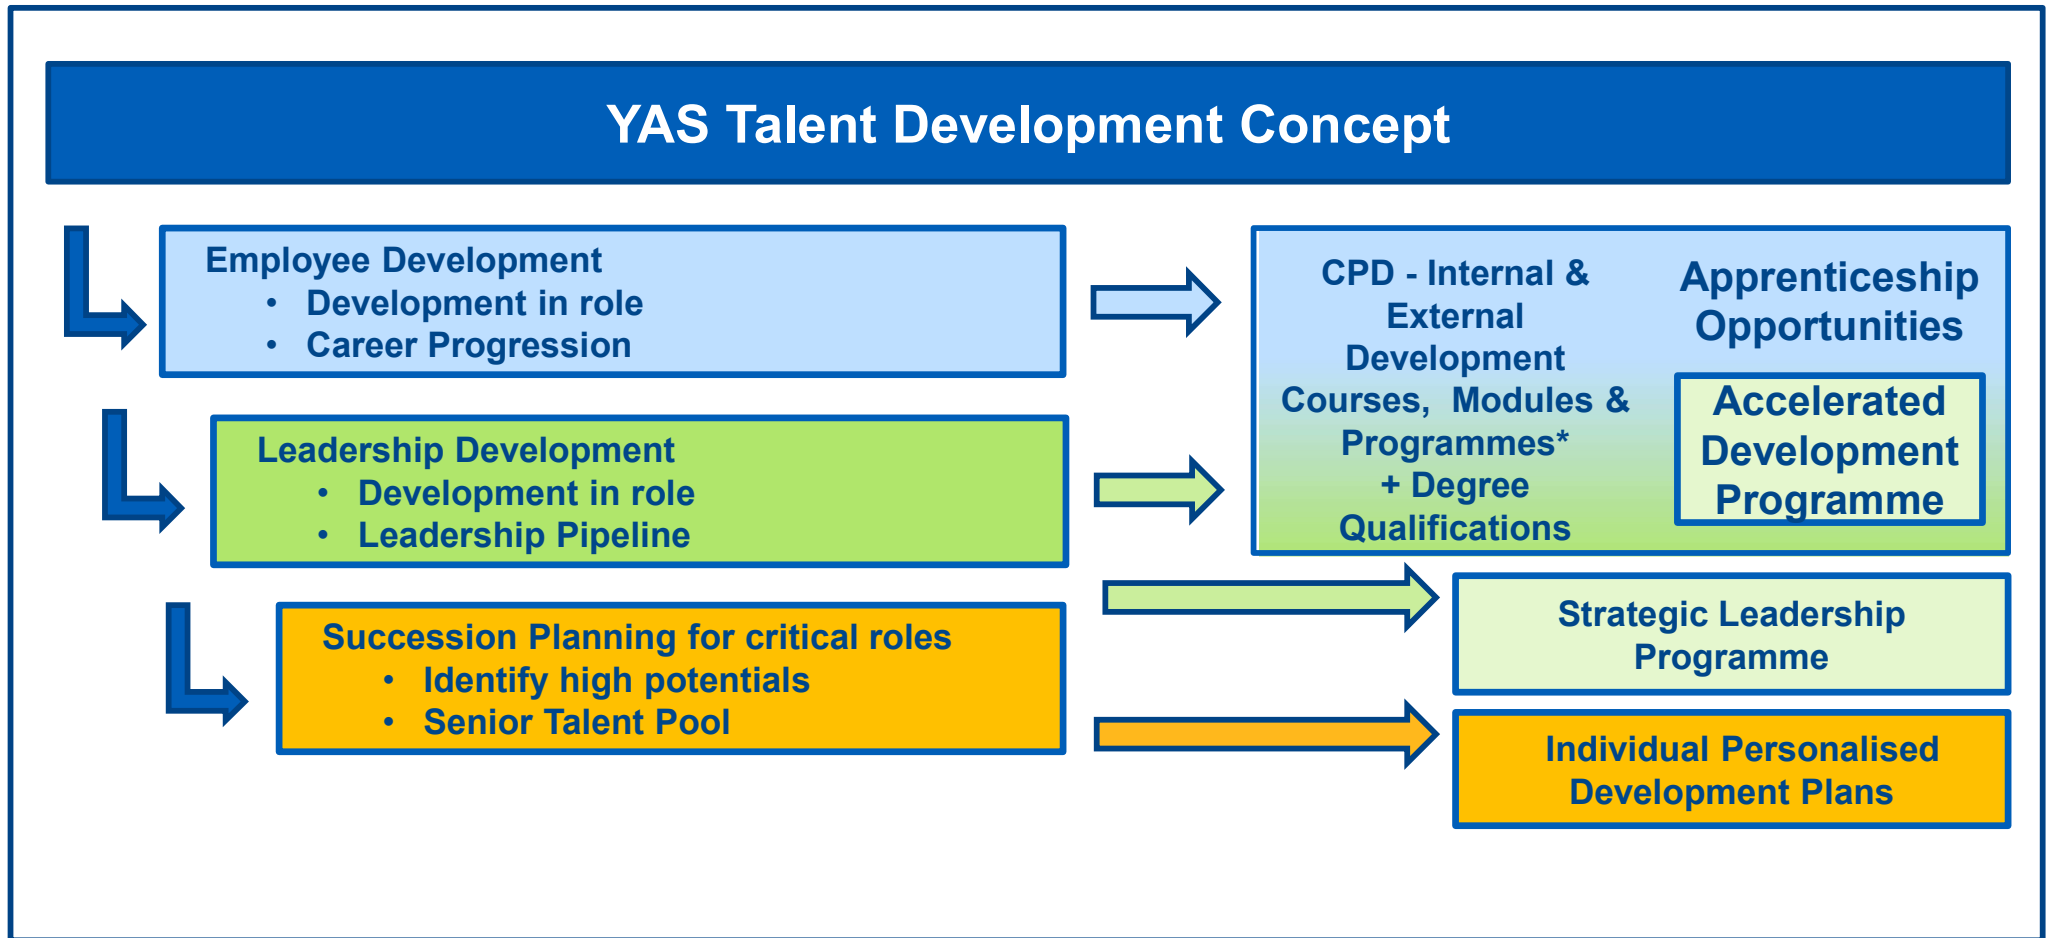 YAS Talent Development Concept
Employee Development
• Development in role
• Career Progression
Leadership Development
• Development in role
• Leadership Pipeline
Succession Planning for critical roles
• Identify high potentials
• Senior Talent Pool
CPD - Internal &
External
Development
Courses, Modules &
Programmes*
+ Degree
Qualifications
Apprenticeship
Opportunities
Accelerated
Development
Programme
Strategic Leadership
Programme
Individual Personalised
Development Plans